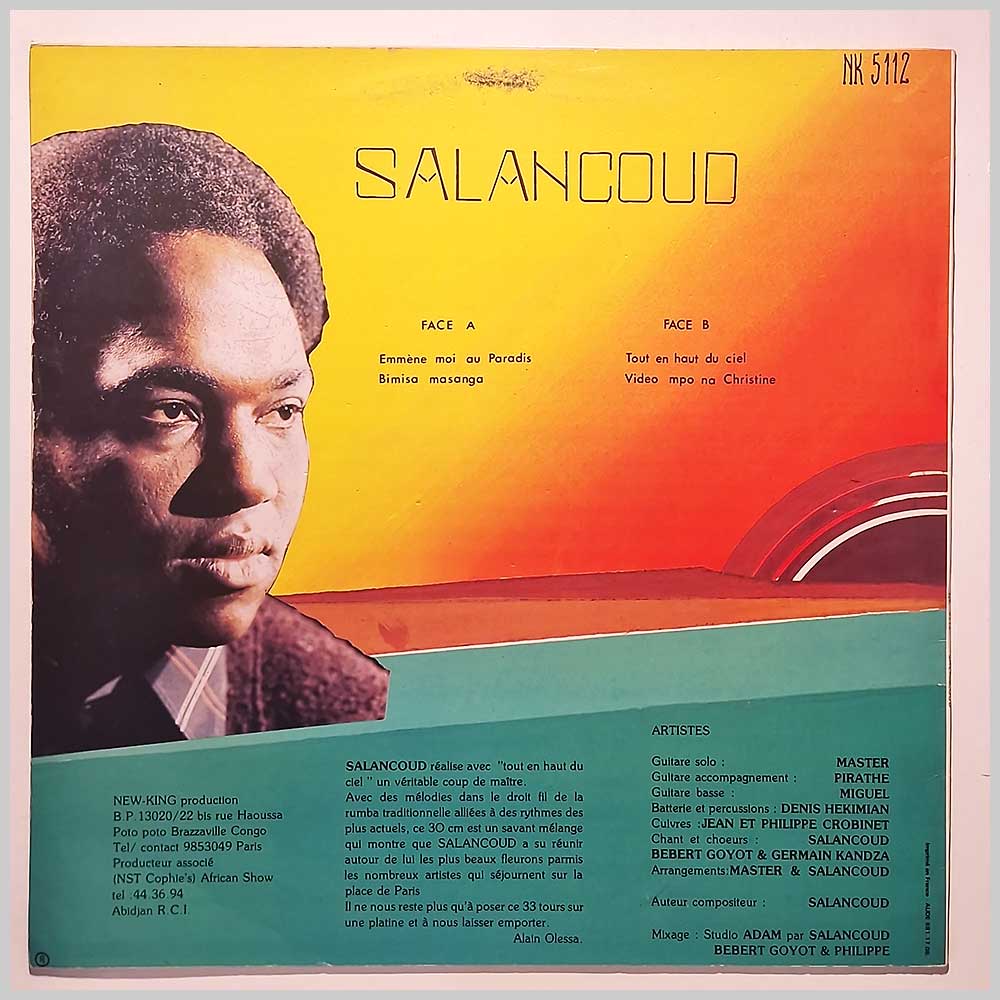 NK 5112
SALANCOUD
FACE A
Emmène moi au Paradis
Bimisa masanga
FACE B
Tout en haut du ciel
Video mpo na Christine
NEW-KING production
B.P. 13020/22 bis rue Haoussa
Poto poto Brazzaville Congo
Tel/ contact 9853049 Paris
Producteur associé
(NST Cophie's) African Show
tel :44.36.94
Abidjan R.C.I.
SALANCOUD réalise avec "tout en haut du
ciel " un véritable coup de maître.
Avec des mélodies dans le droit fil de la
rumba traditionnelle alliées à des rythmes des
plus actuels, ce 30 cm est un savant mélange
qui montre que SALANCOUD a su réunir
autour de lui les plus beaux fleurons parmis
les nombreux artistes qui séjournent sur la
place de Paris
Il ne nous reste plus qu'à poser ce 33 tours sur
une platine et à nous laisser emporter.
Alain Olessa.
ARTISTES
Guitare solo : MASTER
Guitare accompagnement : PIRATHE
Guitare basse : MIGUEL
Batterie et percussions : DENIS HEKIMIAN
Cuivres :JEAN ET PHILIPPE CROBINET
Chant et choeurs : SALANCOUD
BEBERT GOYOT & GERMAIN KANDZA
Arrangements:MASTER & SALANCOUD
Auteur compositeur : SALANCOUD
Mixage : Studio ADAM par SALANCOUD
BEBERT GOYOT & PHILIPPE
Imprimé en France